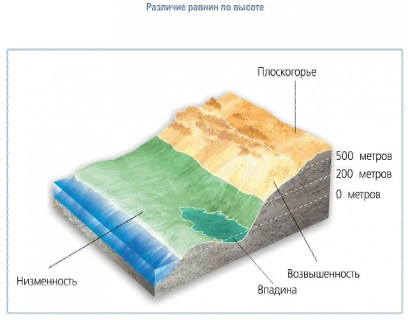 Различие равнин по высоте
Плоскогорье
500 метров
200 метров
0 метров
Возвышенность
Низменность
Впадина